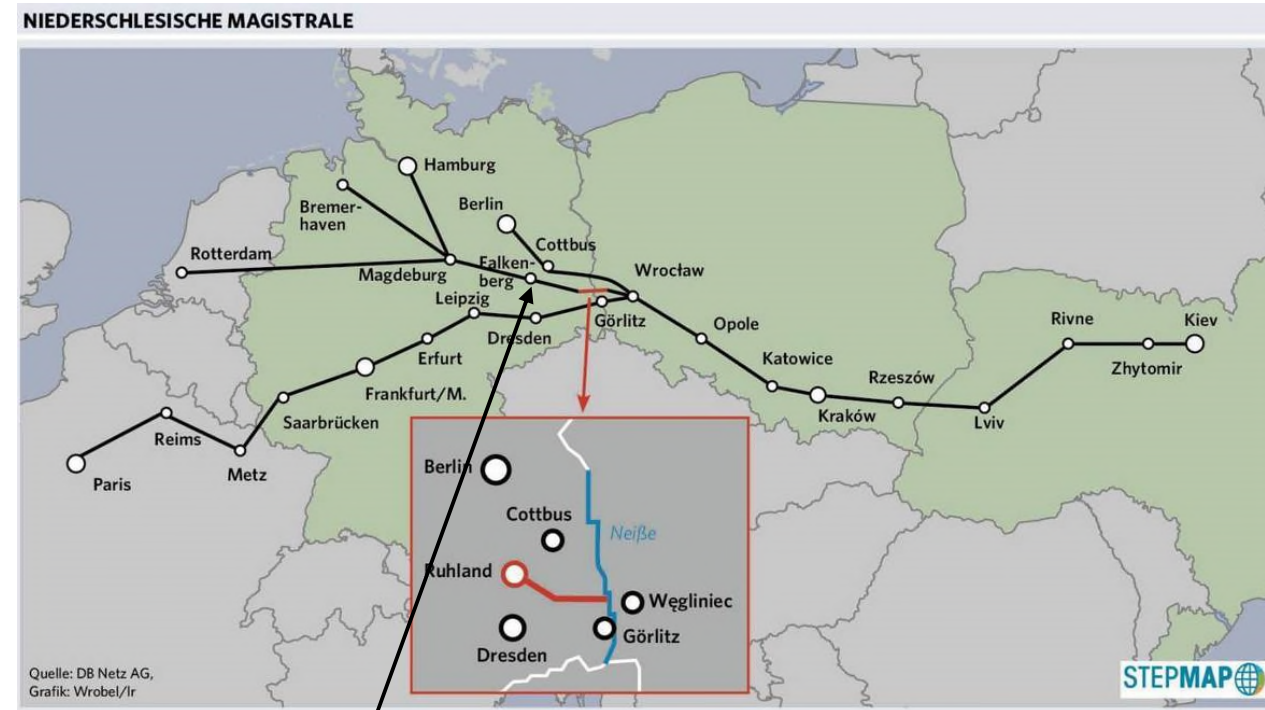 NIEDERSCHLESISCHE MAGISTRALE
Hamburg
Bremer-
haven
Berlin
Rotterdam
Cottbus
Magdeburg
Falken-
berg
Wrocław
Leipzig
Görlitz
Dresden
Opole
Rivne
Kiev
Erfurt
Katowice
Zhytomir
Rzeszów
Frankfurt/M.
Kraków
Lviv
Saarbrücken
Reims
Metz
Paris
Berlin
Cottbus
Neiße
Ruhland
Węgliniec
Görlitz
Dresden
Quelle: DB Netz AG,
Grafik: Wrobel/lr
STEPMAP